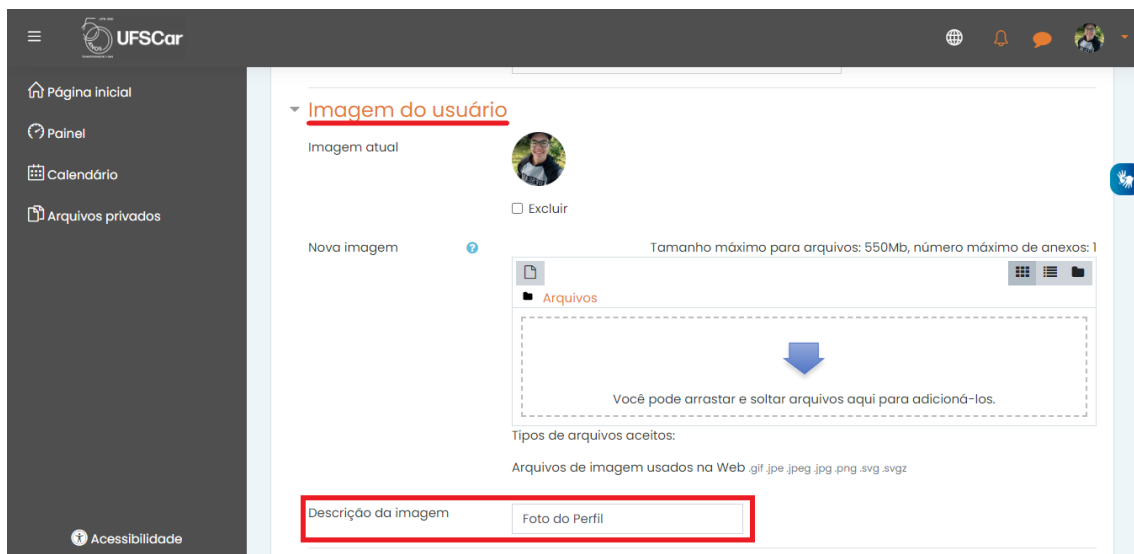 UFSCar
Página inicial
Painel
Calendário
Arquivos privados
Acessibilidade
Imagem do usuário
Imagem atual
Excluir
Nova imagem
Tamanho máximo para arquivos: 550Mb, número máximo de anexos: 1
Arquivos
Você pode arrastar e soltar arquivos aqui para adicioná-los.
Tipos de arquivos aceitos:
Arquivos de imagem usados na Web .gif .jpe .jpeg .jpg .png .svg .svgz
Descrição da imagem
Foto do Perfil